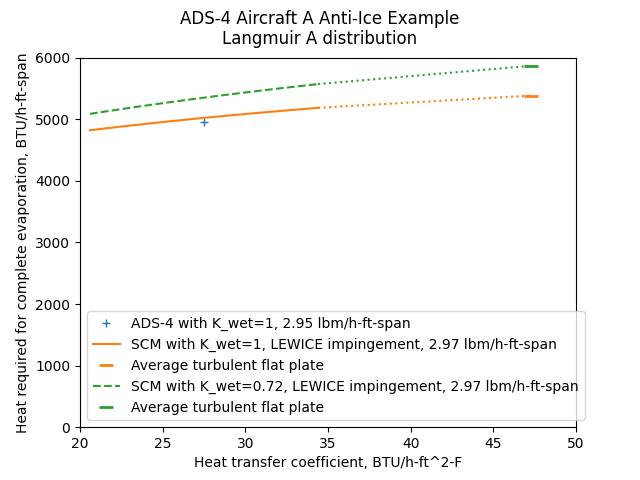 ADS-4 Aircraft A Anti-Ice Example
Langmuir A distribution
Heat required for complete evaporation, BTU/h-ft-span
6000
5000
4000
3000
2000
1000
0
ADS-4 with K_wet=1, 2.95 lbm/h-ft-span
SCM with K_wet=1, LEWICE impingement, 2.97 lbm/h-ft-span
Average turbulent flat plate
SCM with K_wet=0.72, LEWICE impingement, 2.97 lbm/h-ft-span
Average turbulent flat plate
20 25 30 35 40 45 50
Heat transfer coefficient, BTU/h-ft^2-F